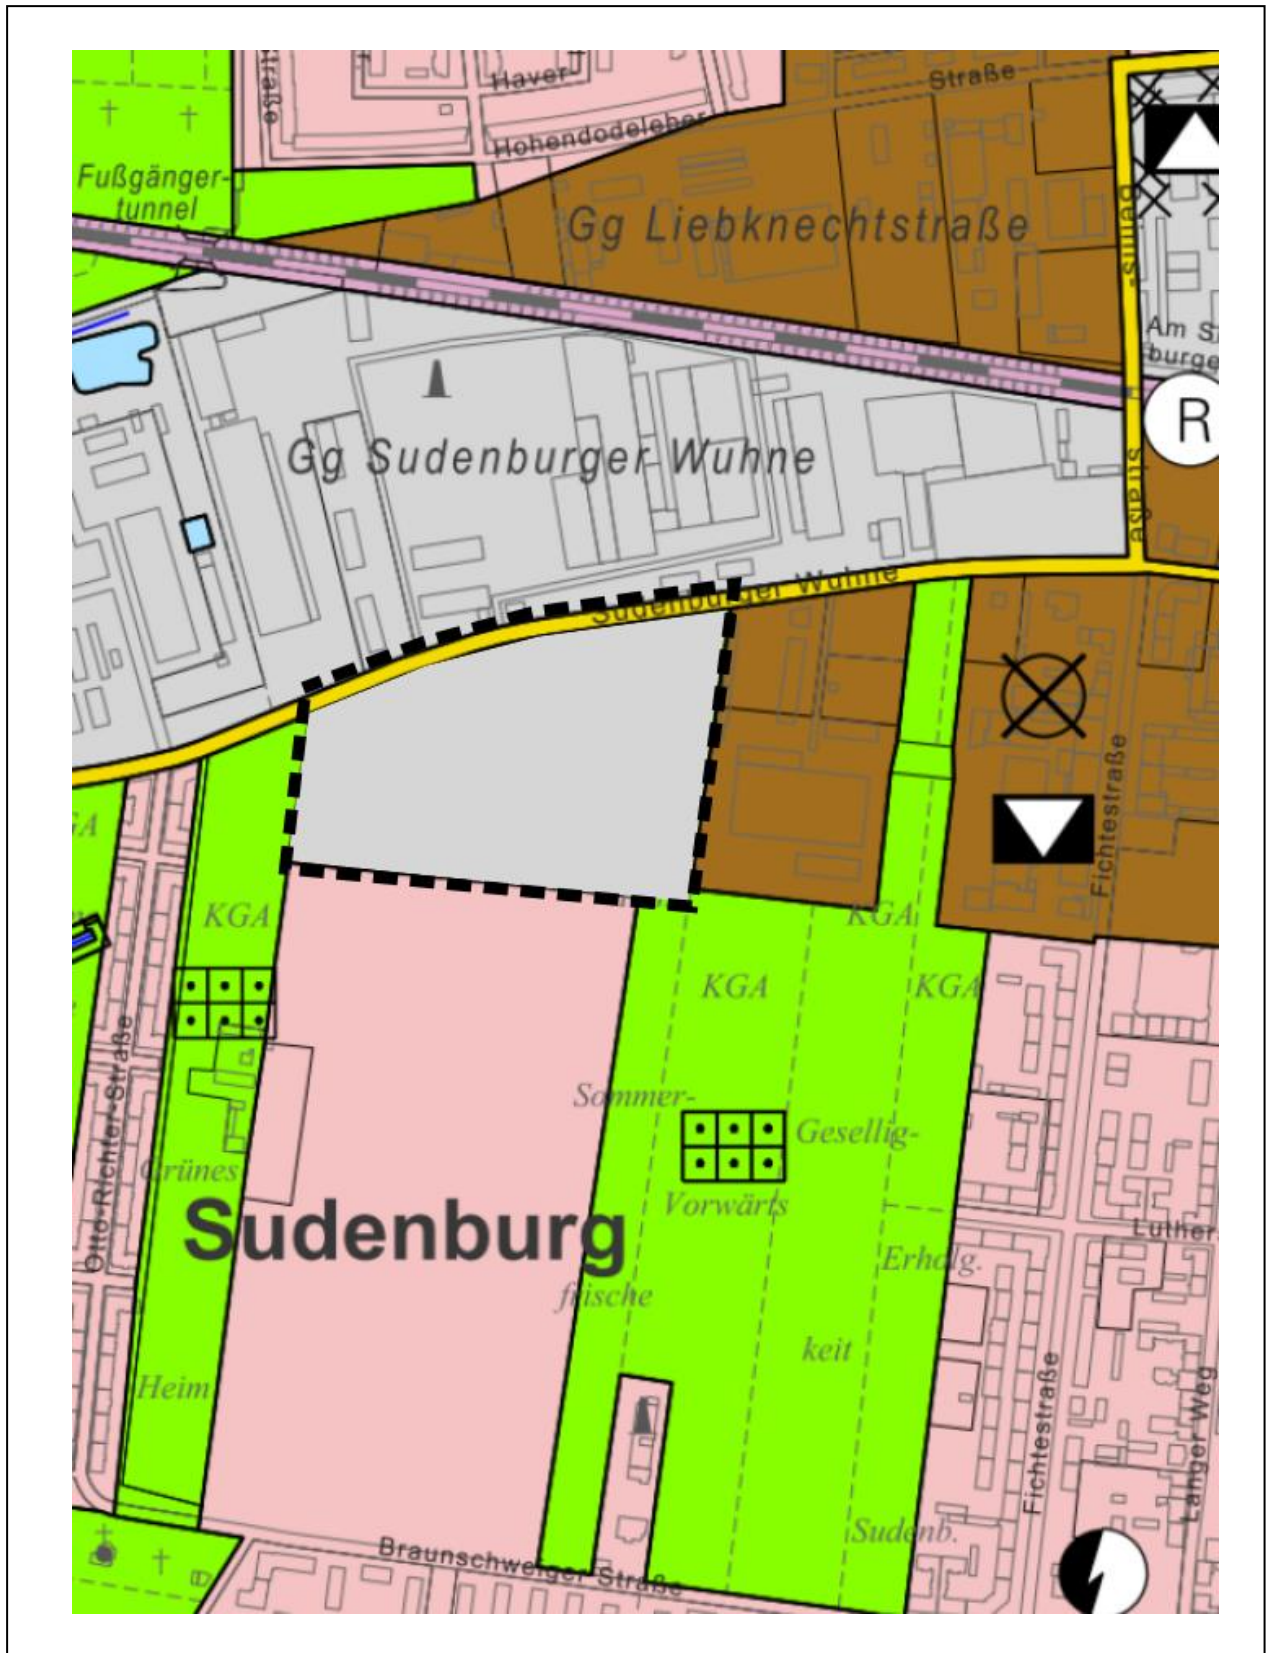 Haver-
Straße
Hohendodeleber
Fußgänger-
tunnel
Gg Liebknechtstraße
Am S
burge
R
Gg Sudenburger Wuhne
straße
Sudenburger Wuhne
Fichtestraße
KGA
KGA
KGA
KGA
Otto-Richter-Straße
Sommer-
Gesellig-
Grünes
Vorwärts
Sudenburg
Luther
Erholg.
frische
keit
Heim
Fichtestraße
Langer Weg
Sudenb.
Braunschweiger Straße